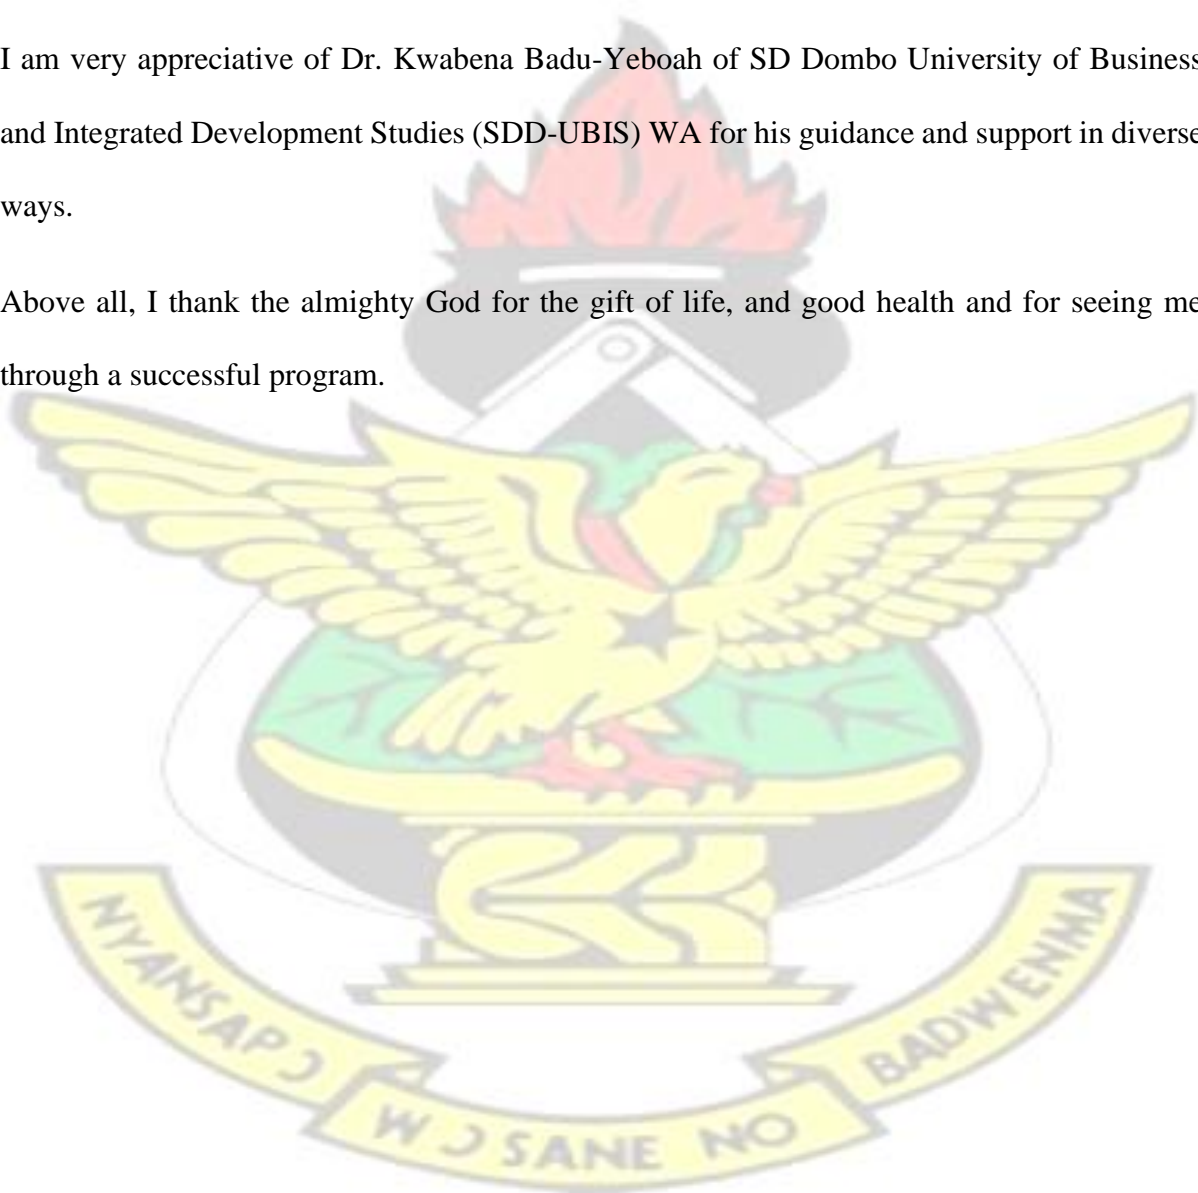 I am very appreciative of Dr. Kwabena Badu-Yeboah of SD Dombo University of Business
and Integrated Development Studies (SDD-UBIS) WA for his guidance and support in diverse
ways.
Above all, I thank the almighty God for the gift of life, and good health and for seeing me
through a successful program.
NYANSAPƆ
WƆSANE NO
BADWENMA